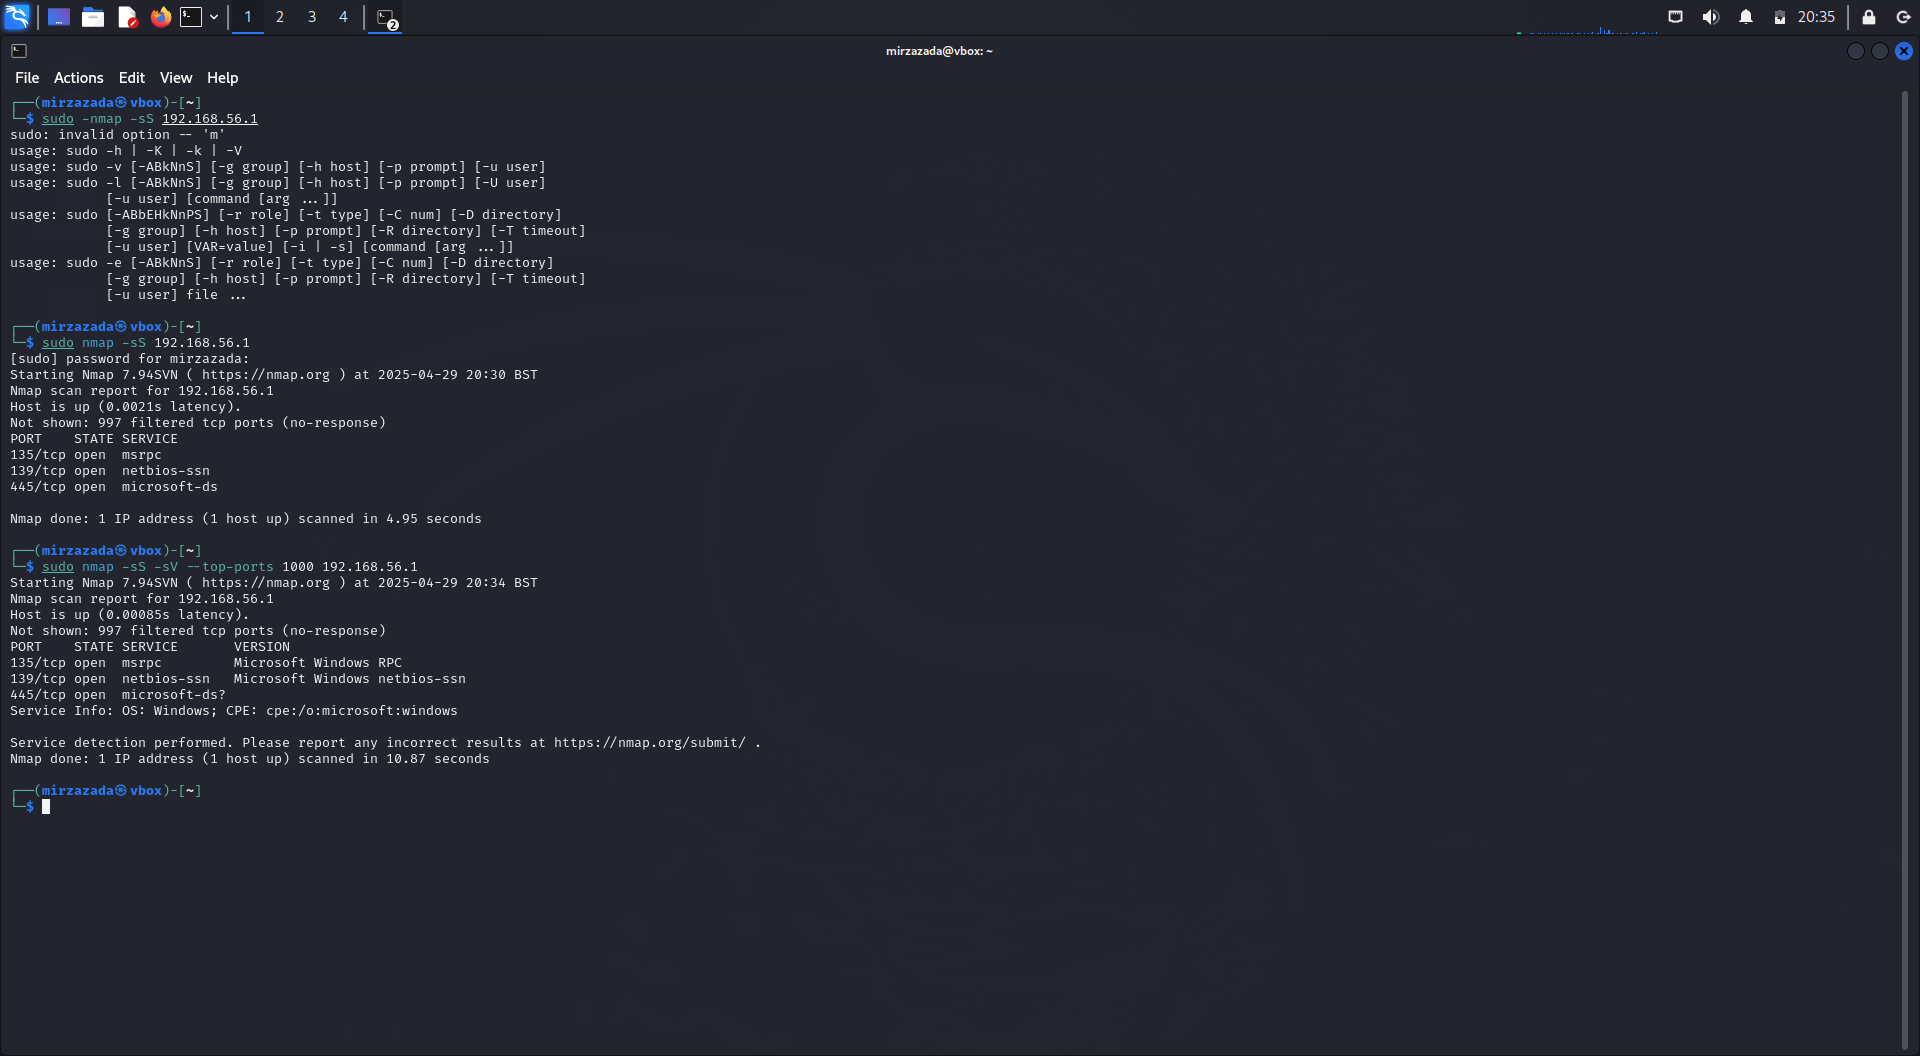 1 2 3 4 2 20:35
mirzazada@vbox: ~
File Actions Edit View Help
┌──(mirzazada㉿vbox)-[~]
└─$ sudo -nmap -sS 192.168.56.1
sudo: invalid option -- 'm'
usage: sudo -h | -K | -k | -V
usage: sudo -v [-ABkNnS] [-g group] [-h host] [-p prompt] [-u user]
usage: sudo -l [-ABkNnS] [-g group] [-h host] [-p prompt] [-U user]
            [-u user] [command [arg ...]]
usage: sudo [-ABbEHkNnPS] [-r role] [-t type] [-C num] [-D directory]
            [-g group] [-h host] [-p prompt] [-R directory] [-T timeout]
            [-u user] [VAR=value] [-i | -s] [command [arg ...]]
usage: sudo -e [-ABkNnS] [-r role] [-t type] [-C num] [-D directory]
            [-g group] [-h host] [-p prompt] [-R directory] [-T timeout]
            [-u user] file ...
┌──(mirzazada㉿vbox)-[~]
└─$ sudo nmap -sS 192.168.56.1
[sudo] password for mirzazada:
Starting Nmap 7.94SVN ( https://nmap.org ) at 2025-04-29 20:30 BST
Nmap scan report for 192.168.56.1
Host is up (0.0021s latency).
Not shown: 997 filtered tcp ports (no-response)
PORT    STATE SERVICE
135/tcp open  msrpc
139/tcp open  netbios-ssn
445/tcp open  microsoft-ds
Nmap done: 1 IP address (1 host up) scanned in 4.95 seconds
┌──(mirzazada㉿vbox)-[~]
└─$ sudo nmap -sS -sV --top-ports 1000 192.168.56.1
Starting Nmap 7.94SVN ( https://nmap.org ) at 2025-04-29 20:34 BST
Nmap scan report for 192.168.56.1
Host is up (0.00085s latency).
Not shown: 997 filtered tcp ports (no-response)
PORT    STATE SERVICE       VERSION
135/tcp open  msrpc         Microsoft Windows RPC
139/tcp open  netbios-ssn   Microsoft Windows netbios-ssn
445/tcp open  microsoft-ds?
Service Info: OS: Windows; CPE: cpe:/o:microsoft:windows
Service detection performed. Please report any incorrect results at https://nmap.org/submit/ .
Nmap done: 1 IP address (1 host up) scanned in 10.87 seconds
┌──(mirzazada㉿vbox)-[~]
└─$